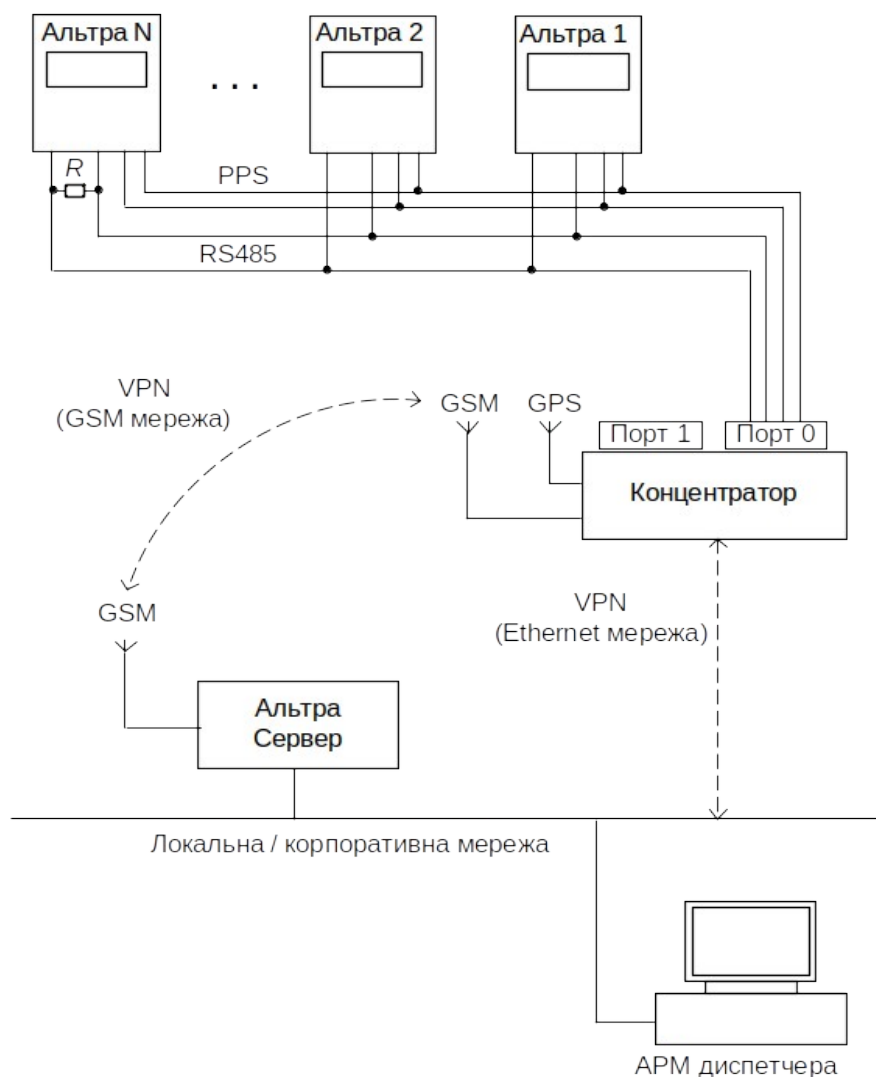 Альтра N
Альтра 2
Альтра 1
. . .
R
PPS
RS485
VPN
(GSM мережа)
GSM
GPS
Порт 1
Порт 0
Концентратор
GSM
VPN
(Ethernet мережа)
Альтра
Сервер
Локальна / корпоративна мережа
АРМ диспетчера